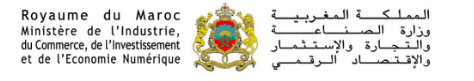 Royaume du Maroc
Ministère de l'Industrie,
du Commerce, de l'Investissement
et de l'Economie Numérique
المملكة المغربية
وزارة الصناعة
والتجارة والإستثمار
والإقتصاد الرقمي